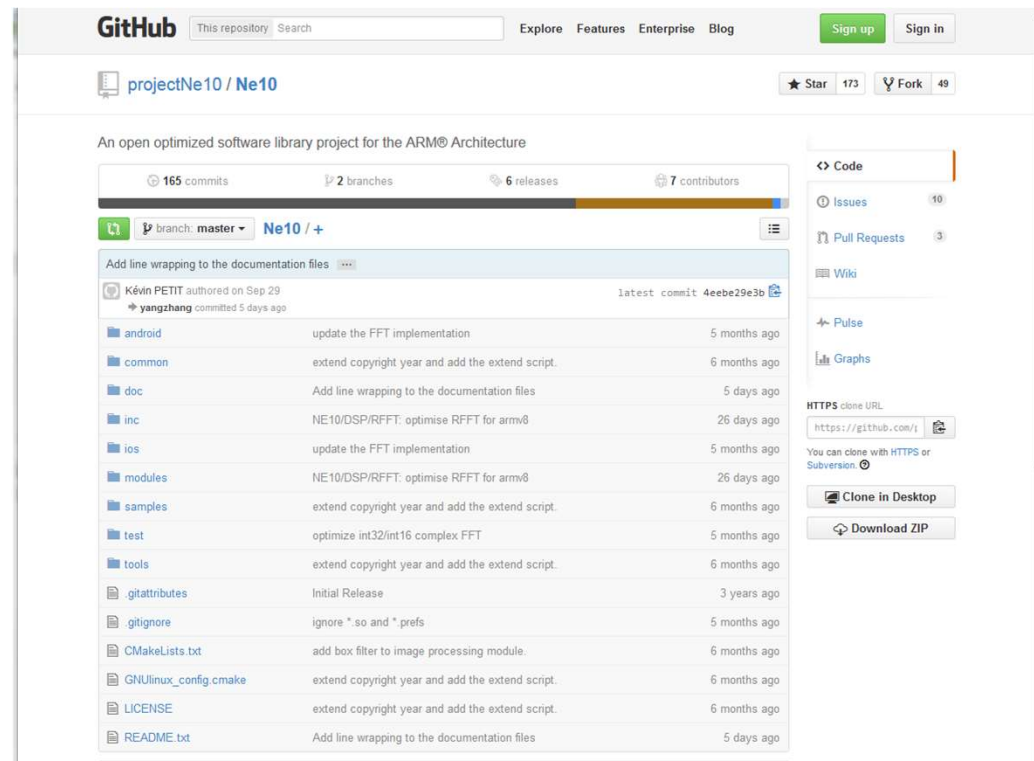 GitHub This repository Search Explore Features Enterprise Blog Sign up Sign in
projectNe10 / Ne10 Star 173 Fork 49
An open optimized software library project for the ARM® Architecture
165 commits 2 branches 6 releases 7 contributors
branch: master Ne10 / +
Add line wrapping to the documentation files ...
Kévin PETIT authored on Sep 29 latest commit 4eebe29e3b
yangzhang committed 5 days ago
android update the FFT implementation 5 months ago
common extend copyright year and add the extend script. 6 months ago
doc Add line wrapping to the documentation files 5 days ago
inc NE10/DSP/RFFT: optimise RFFT for armv8 26 days ago
ios update the FFT implementation 5 months ago
modules NE10/DSP/RFFT: optimise RFFT for armv8 26 days ago
samples extend copyright year and add the extend script. 6 months ago
test optimize int32/int16 complex FFT 5 months ago
tools extend copyright year and add the extend script. 6 months ago
.gitattributes Initial Release 3 years ago
.gitignore ignore *.so and *.prefs 5 months ago
CMakeLists.txt add box filter to image processing module. 6 months ago
GNUlinux_config.cmake extend copyright year and add the extend script. 6 months ago
LICENSE extend copyright year and add the extend script. 6 months ago
README.txt Add line wrapping to the documentation files 5 days ago
<> Code
Issues 10
Pull Requests 3
Wiki
Pulse
Graphs
HTTPS clone URL
https://github.com/p
You can clone with HTTPS or
Subversion.
Clone in Desktop
Download ZIP